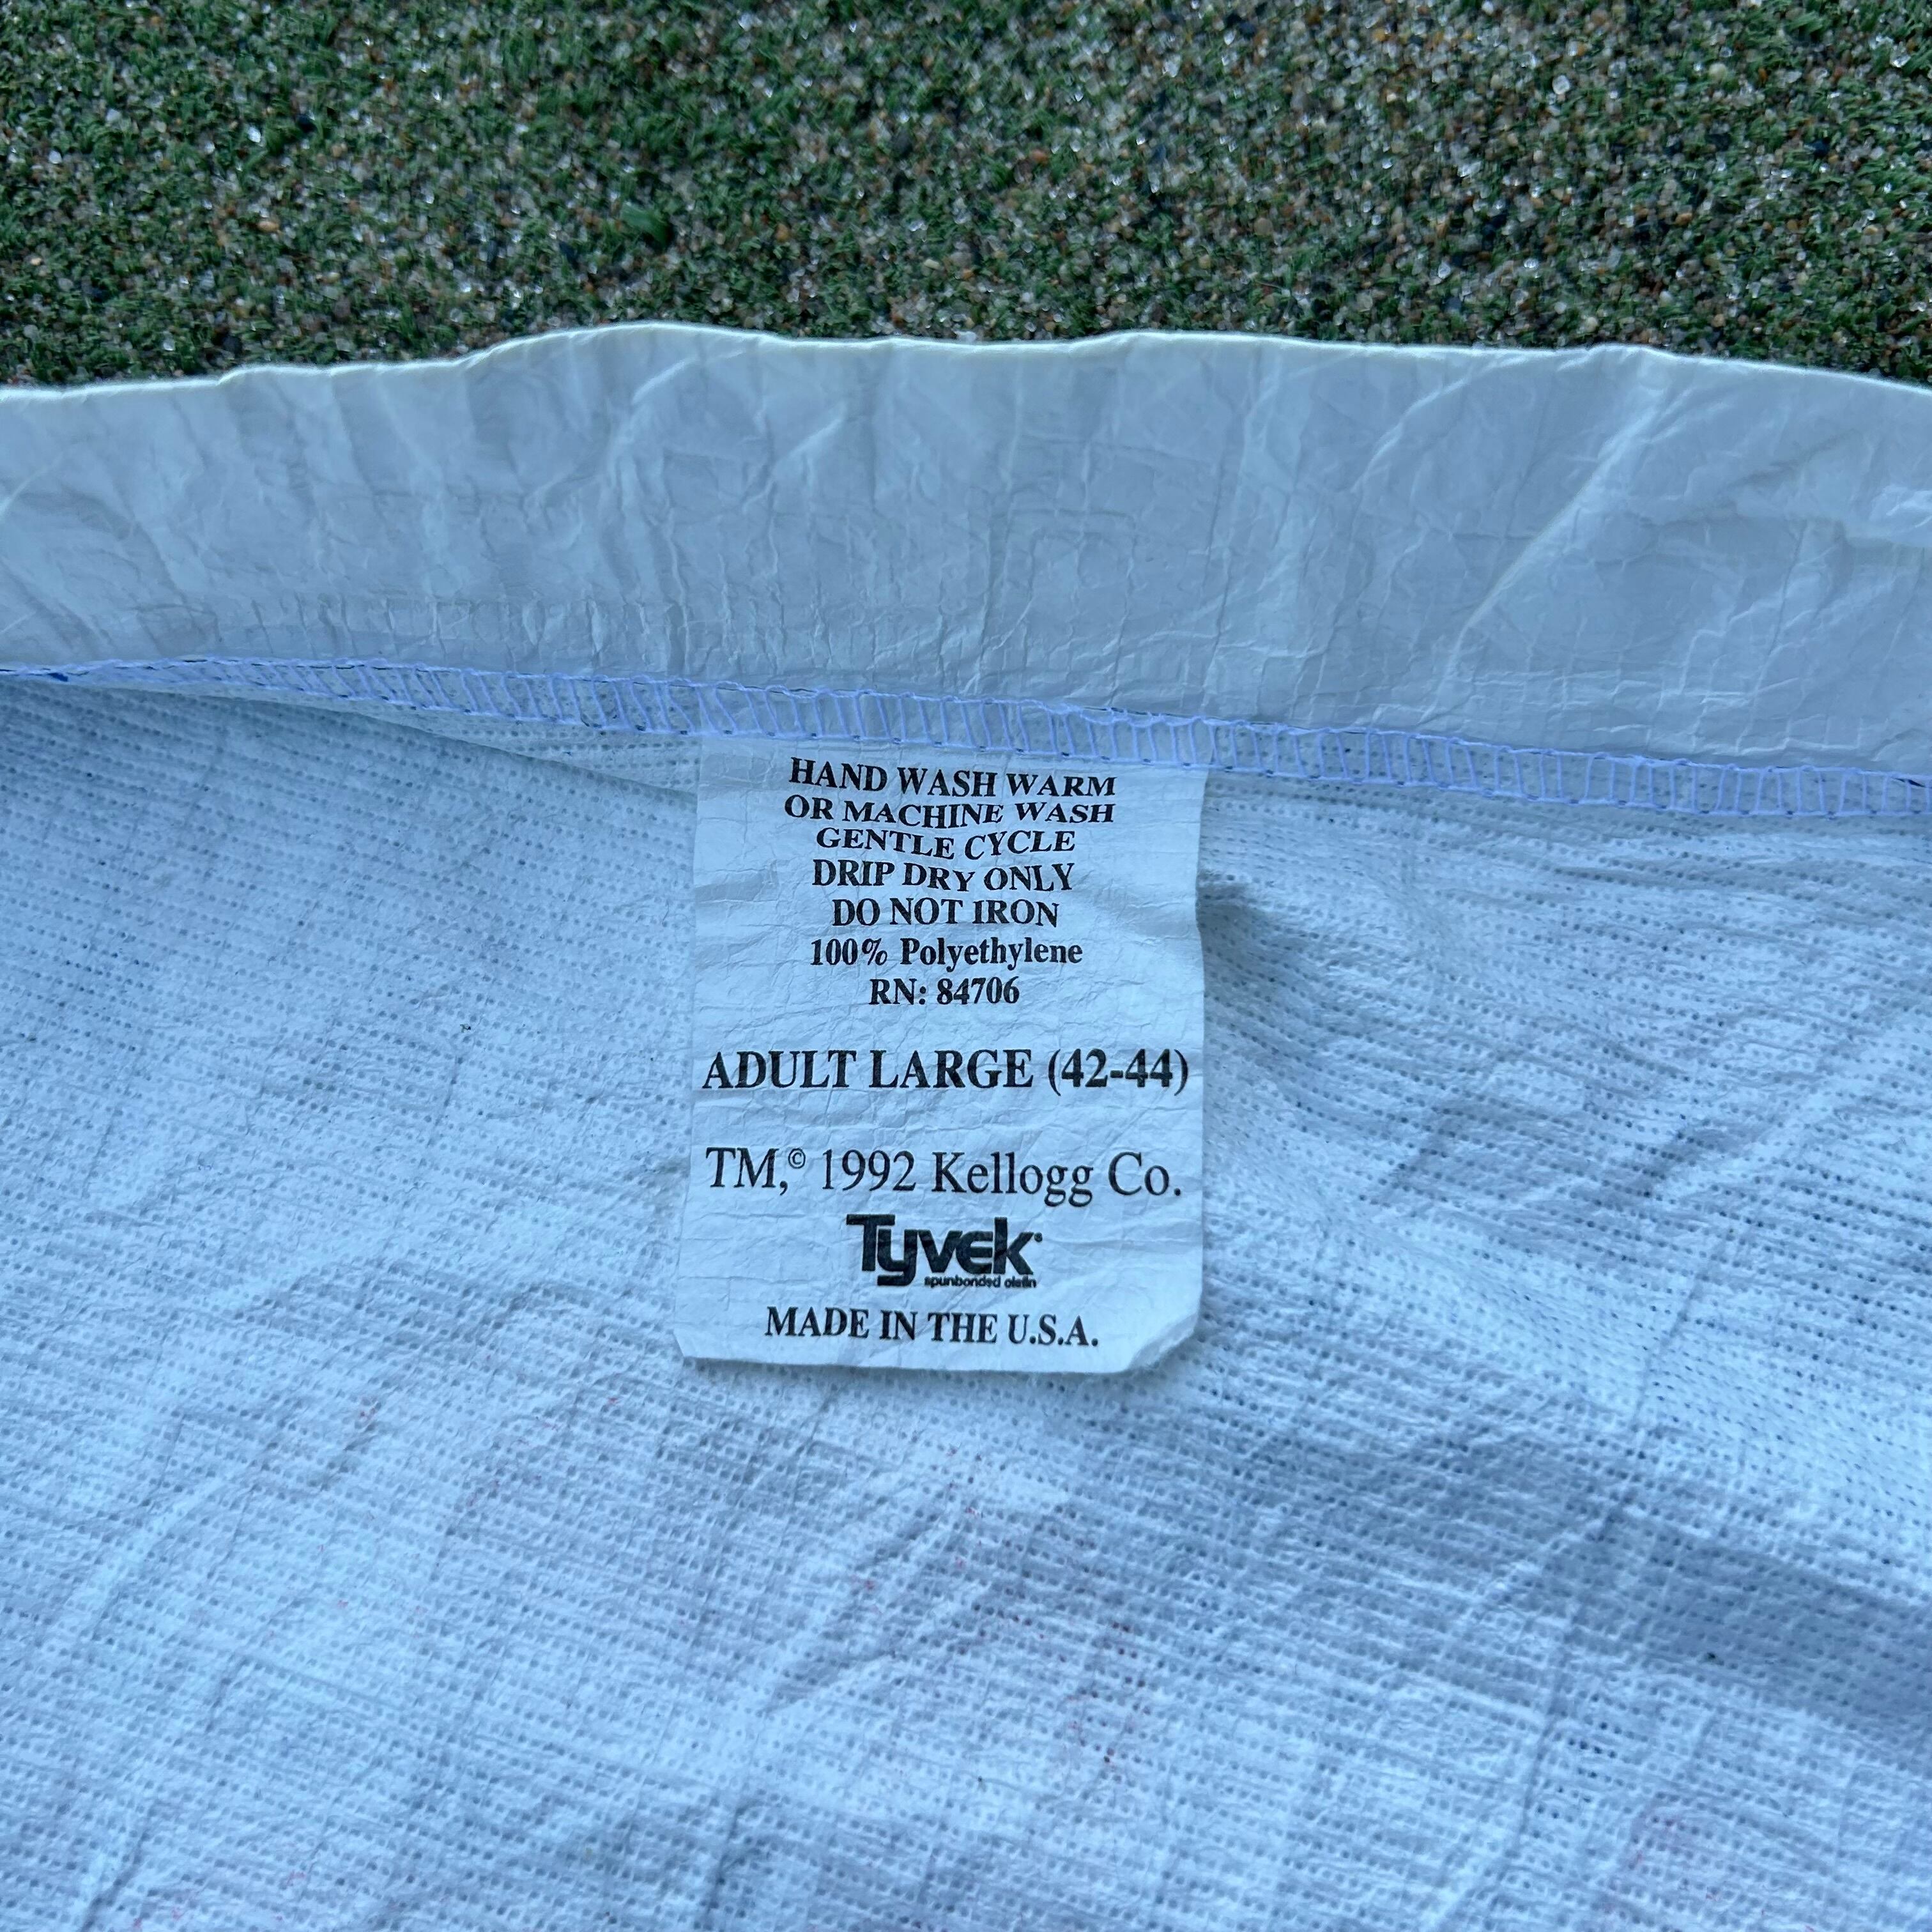 HAND WASH WARM
OR MACHINE WASH
GENTLE CYCLE
DRIP DRY ONLY
DO NOT IRON
100% Polyethylene
RN: 84706
ADULT LARGE (42-44)
TM,© 1992 Kellogg Co.
Tyvek®
spunbonded olefin
MADE IN THE U.S.A.